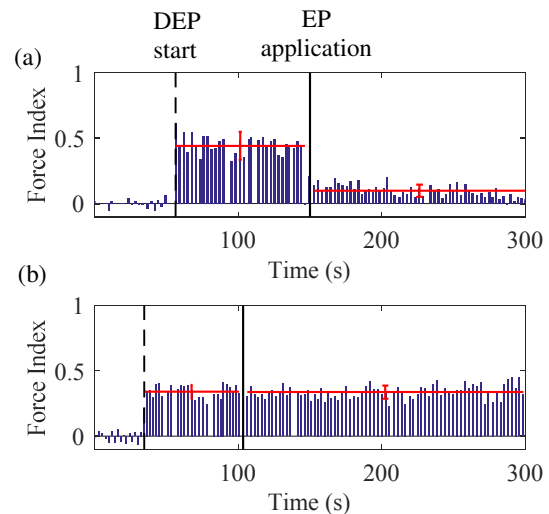 DEP
start
EP
application
(a)
1
0.5
0
Force Index
100
200
300
Time (s)
(b)
1
0.5
0
Force Index
100
200
300
Time (s)